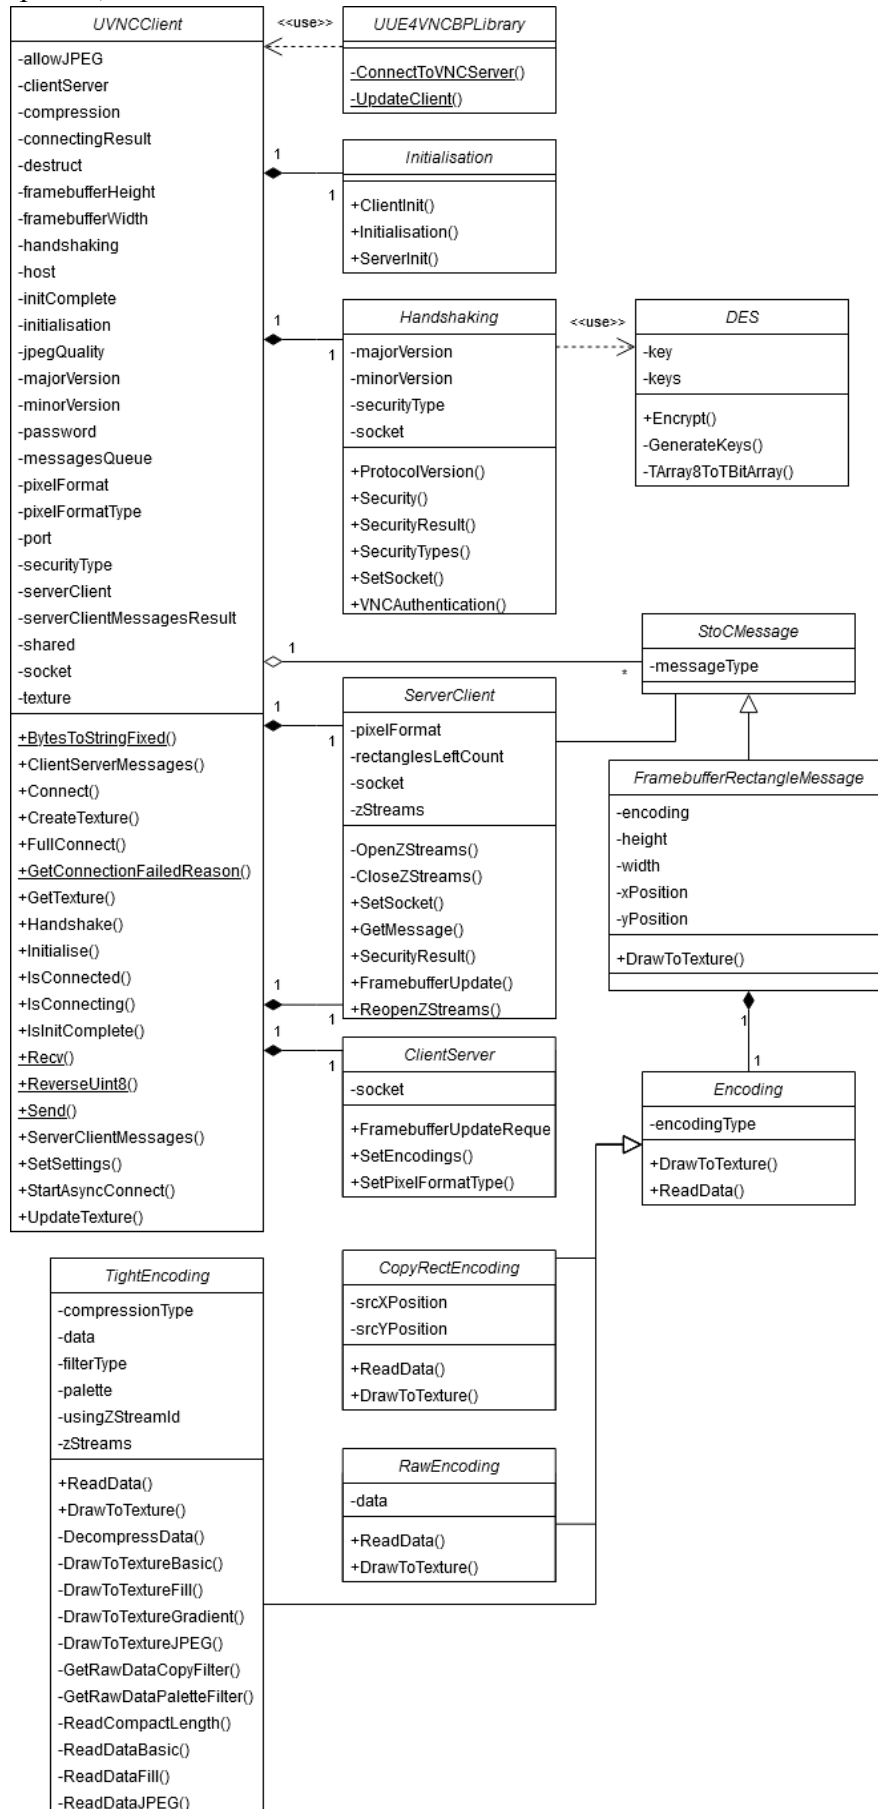 UVNCClient
-allowJPEG
-clientServer
-compression
-connectingResult
-destruct
-framebufferHeight
-framebufferWidth
-handshaking
-host
-initComplete
-initialisation
-jpegQuality
-majorVersion
-minorVersion
-password
-messagesQueue
-pixelFormat
-pixelFormatType
-port
-securityType
-serverClient
-serverClientMessagesResult
-shared
-socket
-texture
+BytesToStringFixed()
+ClientServerMessages()
+Connect()
+CreateTexture()
+FullConnect()
+GetConnectionFailedReason()
+GetTexture()
+Handshake()
+Initialise()
+IsConnected()
+IsConnecting()
+IsInitComplete()
+Recv()
+ReverseUint8()
+Send()
+ServerClientMessages()
+SetSettings()
+StartAsyncConnect()
+UpdateTexture()
<<use>>
UUE4VNCBPLibrary
-ConnectToVNCServer()
-UpdateClient()
1
1
Initialisation
+ClientInit()
+Initialisation()
+ServerInit()
1
1
Handshaking
-majorVersion
-minorVersion
-securityType
-socket
+ProtocolVersion()
+Security()
+SecurityResult()
+SecurityTypes()
+SetSocket()
+VNCAuthentication()
<<use>>
DES
-key
-keys
+Encrypt()
-GenerateKeys()
-TArray8ToTBitArray()
1
*
StoCMessage
-messageType
1
1
ServerClient
-pixelFormat
-rectanglesLeftCount
-socket
-zStreams
-OpenZStreams()
-CloseZStreams()
+SetSocket()
+GetMessage()
+SecurityResult()
+FramebufferUpdate()
+ReopenZStreams()
1
1
FramebufferRectangleMessage
-encoding
-height
-width
-xPosition
-yPosition
+DrawToTexture()
1
1
1
1
ClientServer
-socket
+FramebufferUpdateReque
+SetEncodings()
+SetPixelFormatType()
Encoding
-encodingType
+DrawToTexture()
+ReadData()
TightEncoding
-compressionType
-data
-filterType
-palette
-usingZStreamId
-zStreams
+ReadData()
+DrawToTexture()
-DecompressData()
-DrawToTextureBasic()
-DrawToTextureFill()
-DrawToTextureGradient()
-DrawToTextureJPEG()
-GetRawDataCopyFilter()
-GetRawDataPaletteFilter()
-ReadCompactLength()
-ReadDataBasic()
-ReadDataFill()
-ReadDataJPEG()
CopyRectEncoding
-srcXPosition
-srcYPosition
+ReadData()
+DrawToTexture()
RawEncoding
-data
+ReadData()
+DrawToTexture()